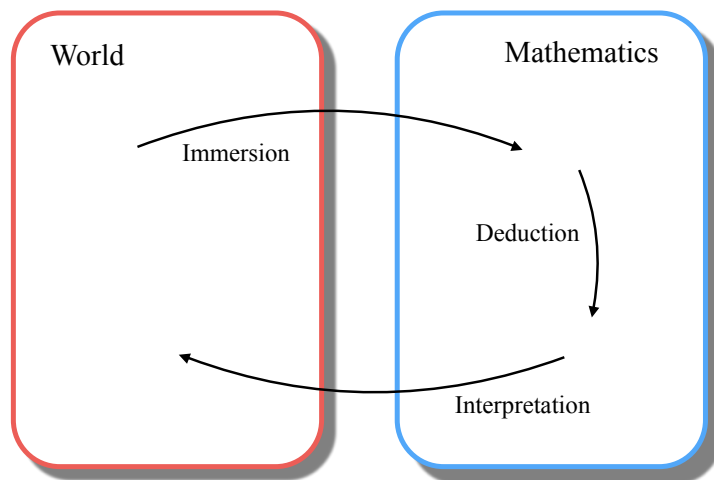 World
Mathematics
Immersion
Deduction
Interpretation